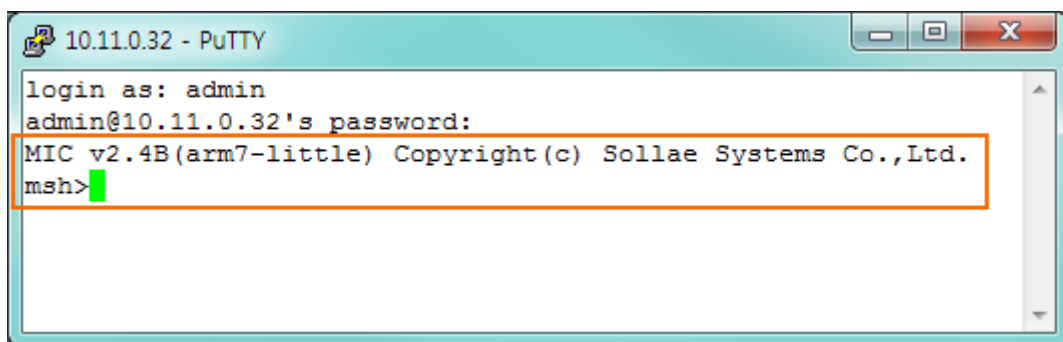 10.11.0.32 - PuTTY
login as: admin
admin@10.11.0.32's password:
MIC v2.4B(arm7-little) Copyright(c) Sollae Systems Co.,Ltd.
msh>